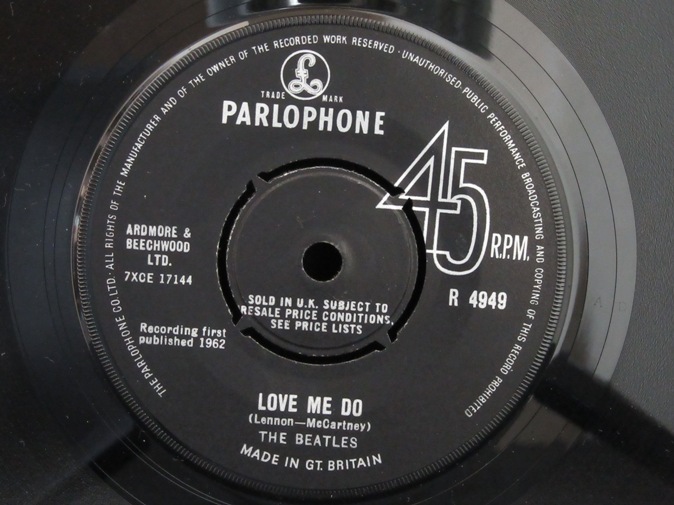 THE PARLOPHONE CO. LTD. ALL RIGHTS OF THE MANUFACTURER AND OF THE OWNER OF THE RECORDED WORK RESERVED · UNAUTHORISED PUBLIC PERFORMANCE BROADCASTING AND COPYING OF THIS RECORD PROHIBITED
£
TRADE MARK
PARLOPHONE
45
R.P.M.
ARDMORE &
BEECHWOOD
LTD.
7XCE 17144
R 4949
SOLD IN U.K. SUBJECT TO
RESALE PRICE CONDITIONS,
SEE PRICE LISTS
Recording first
published 1962
LOVE ME DO
(Lennon—McCartney)
THE BEATLES
MADE IN GT. BRITAIN